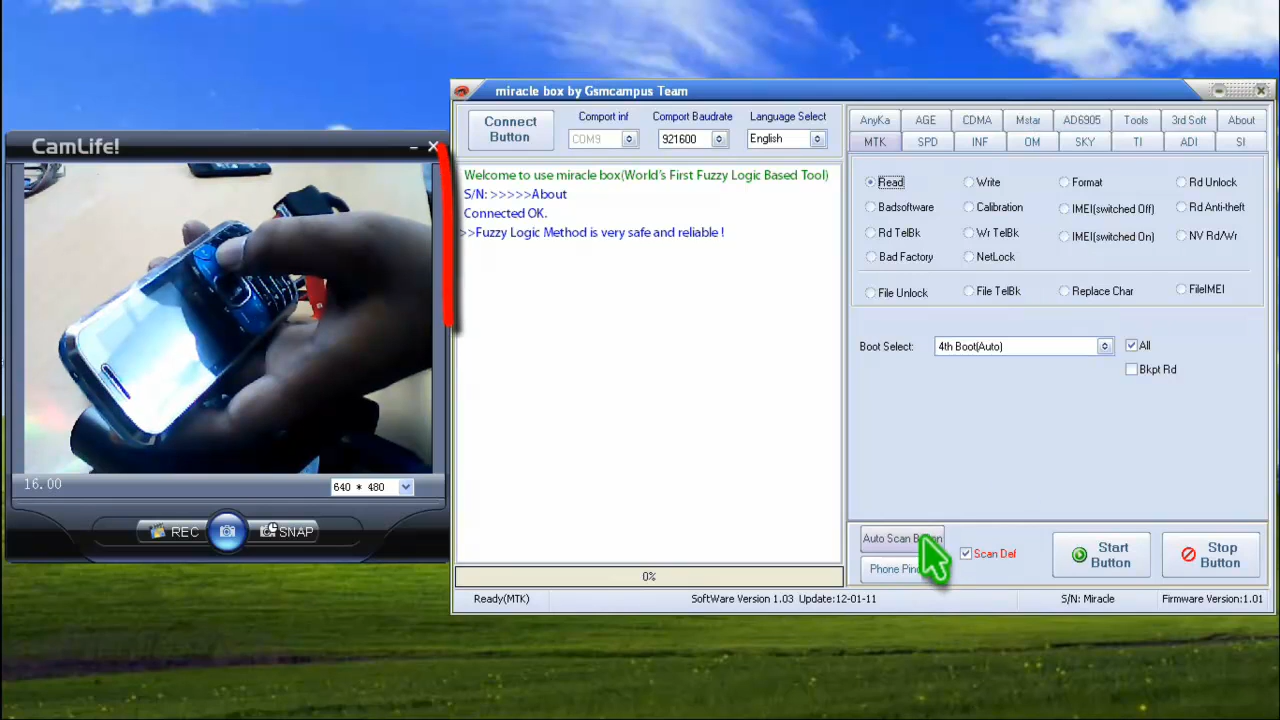 CamLife!
16.00
640 * 480
REC
SNAP
miracle box by Gsmcampus Team
Connect Button
Comport inf
COM9
Comport Baudrate
921600
Language Select
English
Welcome to use miracle box(World's First Fuzzy Logic Based Tool)
S/N: >>>>>About
Connected OK.
>>Fuzzy Logic Method is very safe and reliable !
0%
AnyKa AGE CDMA Mstar AD6905 Tools 3rd Soft About
MTK SPD INF OM SKY TI ADI SI
Read Write Format Rd Unlock
Badsoftware Calibration IMEI(switched Off) Rd Anti-theft
Rd TelBk Wr TelBk IMEI(switched On) NV Rd/Wr
Bad Factory NetLock
File Unlock File TelBk Replace Char FileIMEI
Boot Select: 4th Boot(Auto) All
Bkpt Rd
Auto Scan Button
Phone
Scan Def
Start Button
Stop Button
Ready(MTK) SoftWare Version 1.03 Update:12-01-11 S/N: Miracle Firmware Version:1.01